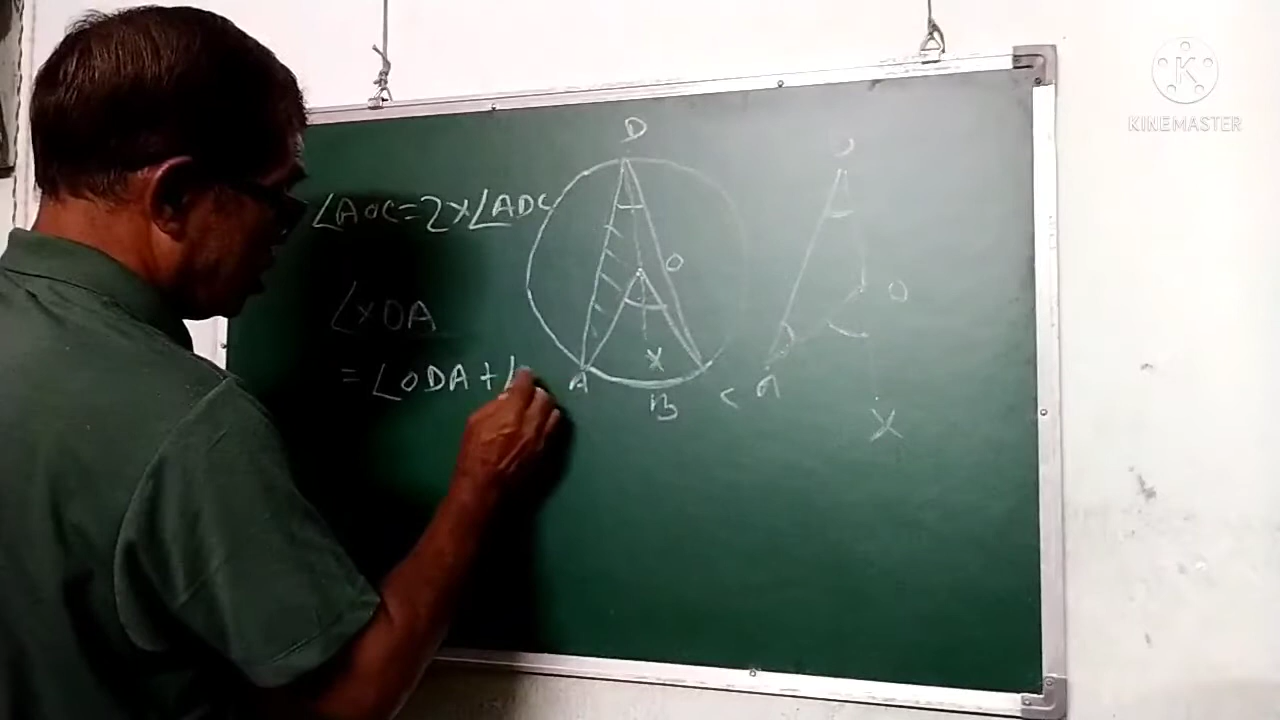 ∠AOC=2×∠ADC
∠XOA
=∠ODA+∠
D
O
A
X
B
C
O
A
X
K
KINEMASTER